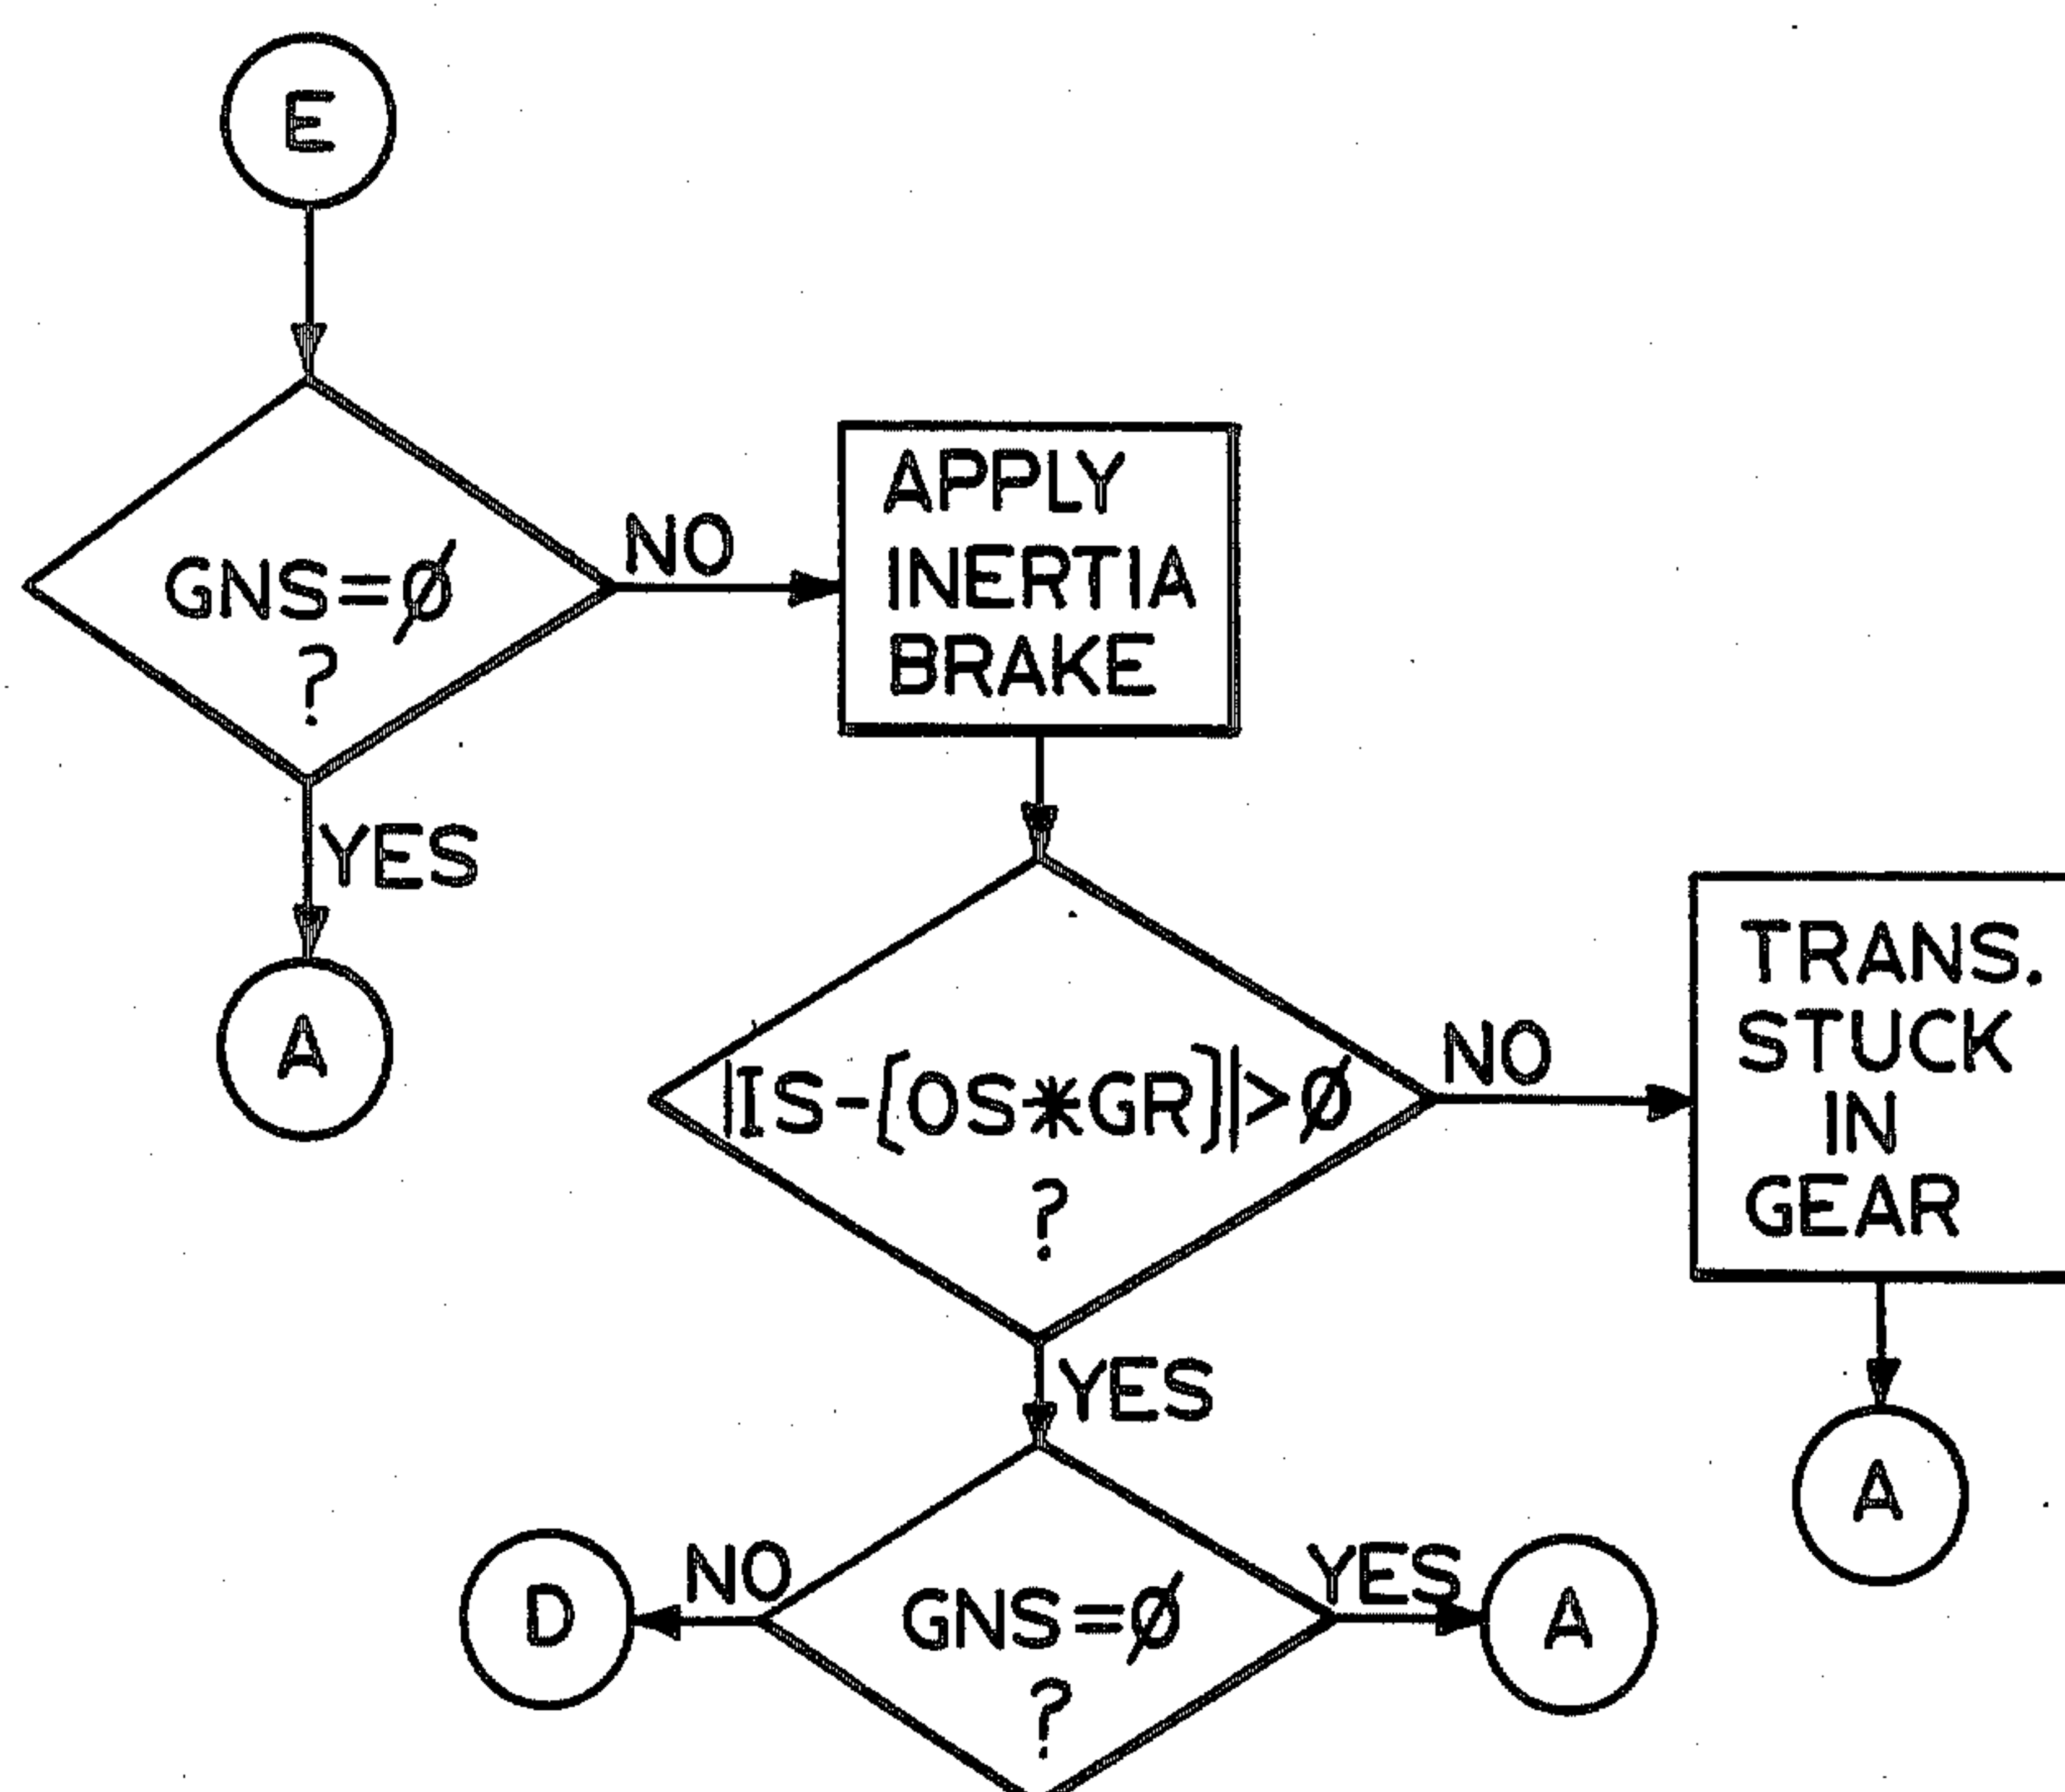 E
GNS=Ø
?
NO
APPLY
INERTIA
BRAKE
YES
A
|IS-(OS*GR)|>Ø
?
NO
TRANS.
STUCK
IN
GEAR
YES
A
D
NO
GNS=Ø
?
YES
A